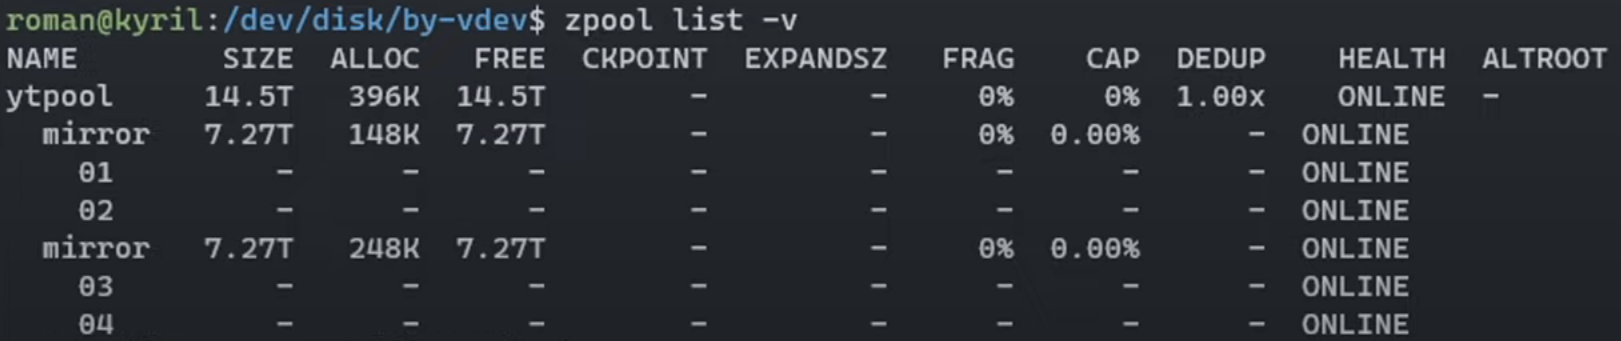 roman@kyril:/dev/disk/by-vdev$ zpool list -v
NAME SIZE ALLOC FREE CKPOINT EXPANDSZ FRAG CAP DEDUP HEALTH ALTROOT
ytpool 14.5T 396K 14.5T - - 0% 0% 1.00x ONLINE -
mirror 7.27T 148K 7.27T - - 0% 0.00% - ONLINE
01 - - - - - - - - ONLINE
02 - - - - - - - - ONLINE
mirror 7.27T 248K 7.27T - - 0% 0.00% - ONLINE
03 - - - - - - - - ONLINE
04 - - - - - - - - ONLINE